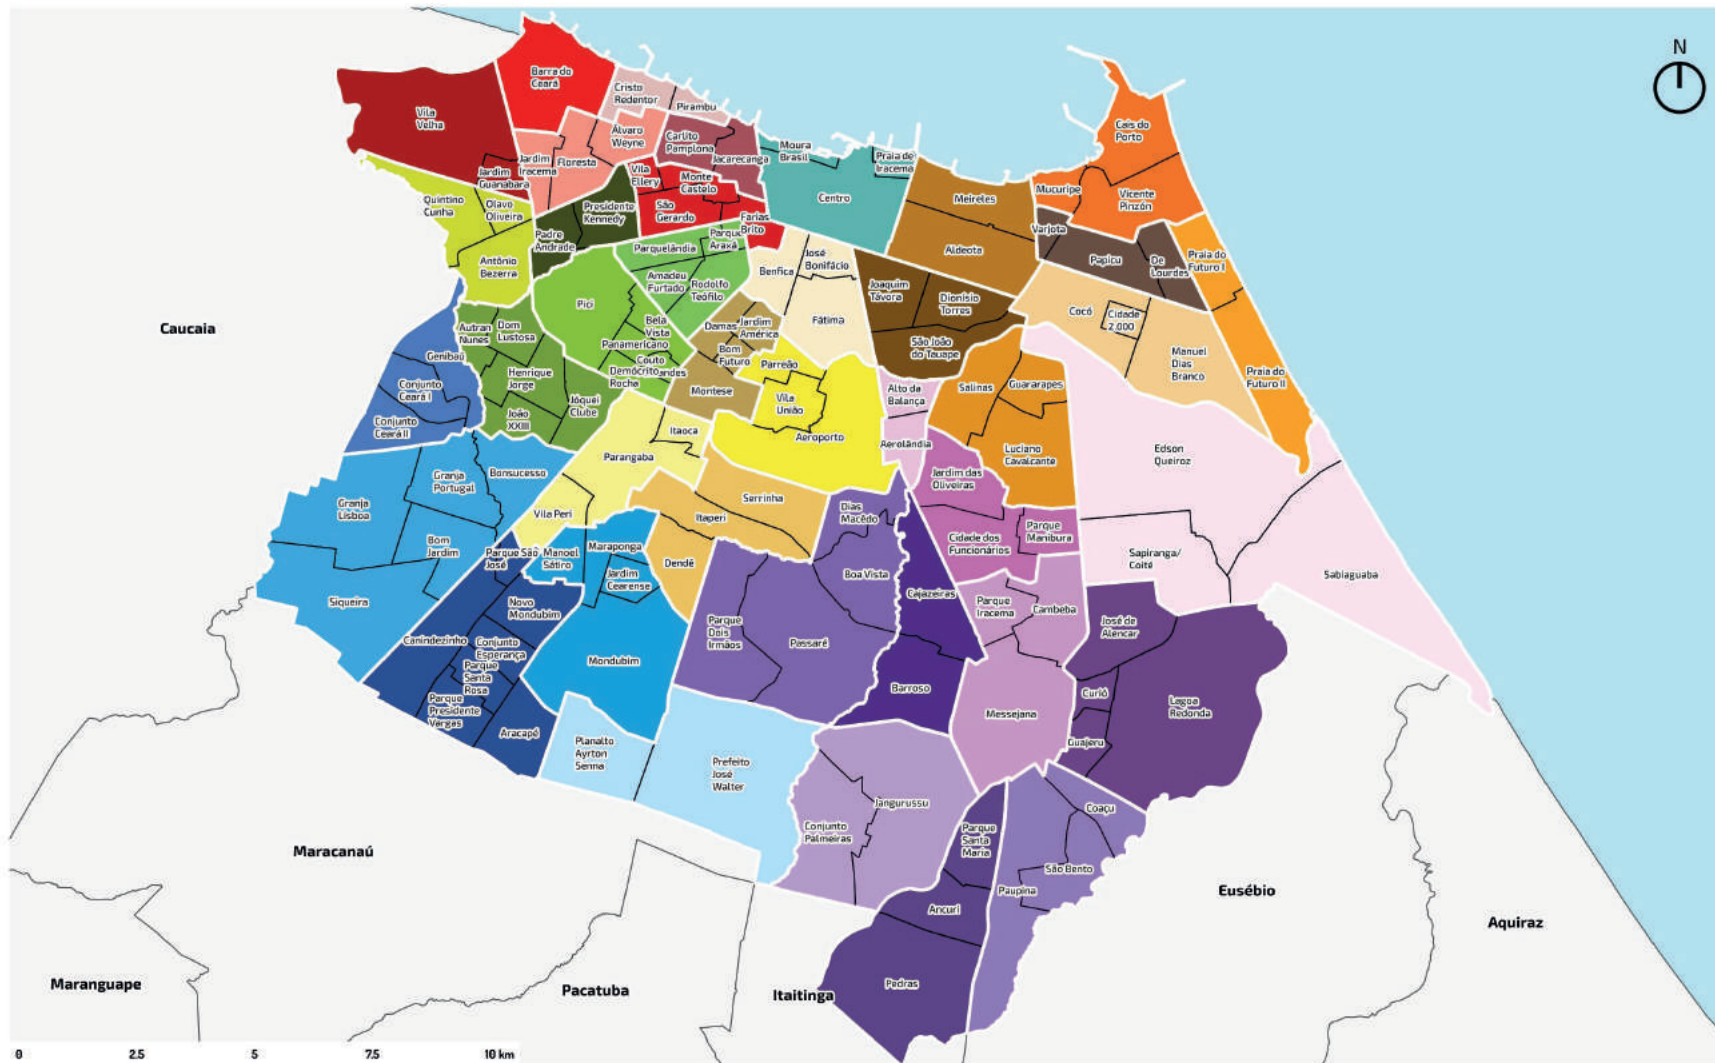 N
Barra do
Ceará
Cristo
Redentor
Pirambu
Vila
Velha
Álvaro
Weyne
Carlito
Pamplona
Jacarecanga
Jardim
Iracema
Floresta
Jardim
Guanabara
Vila
Ellery
Monte
Castelo
Moura
Brasil
Praia de
Iracema
Centro
Cais do
Porto
Mucuripe
Vicente
Pinzón
Meireles
Aldeota
Varjota
Papicu
De
Lourdes
Praia do
Futuro I
Quintino
Cunha
Olavo
Oliveira
Presidente
Kennedy
São
Gerardo
Farias
Brito
Padre
Andrade
Parquelândia
Parque
Araxá
Antônio
Bezerra
Amadeu
Furtado
Rodolfo
Teófilo
Benfica
José
Bonifácio
Joaquim
Távora
Dionísio
Torres
Pici
Fátima
Cocó
Cidade
2.000
Caucaia
Autran
Nunes
Dom
Lustosa
Bela
Vista
Panamericano
Couto
Demócrito
Rocha
andes
Damas
Jardim
América
Bom
Futuro
São João
do Tauape
Manuel
Dias
Branco
Praia do
Futuro II
Genibaú
Conjunto
Ceará I
Henrique
Jorge
Jóquei
Clube
Montese
Parreão
Vila
União
Alto da
Balança
Salinas
Guararapes
Conjunto
Ceará II
João
XXIII
Itaoca
Aeroporto
Aerolândia
Luciano
Cavalcante
Edson
Queiroz
Granja
Portugal
Bonsucesso
Parangaba
Jardim das
Oliveiras
Granja
Lisboa
Vila Peri
Serrinha
Itaperi
Dias
Macêdo
Cidade dos
Funcionários
Parque
Manibura
Bom
Jardim
Parque São
José
Manoel
Sátiro
Maraponga
Dendê
Sapiranga/
Coité
Sabiaguaba
Siqueira
Jardim
Cearense
Boa Vista
Cajazeiras
Parque
Iracema
Cambeba
Novo
Mondubim
José de
Alencar
Canindezinho
Conjunto
Esperança
Parque
Dois
Irmãos
Passaré
Mondubim
Parque
Santa
Rosa
Barroso
Curió
Lagoa
Redonda
Parque
Presidente
Vargas
Messejana
Aracapé
Guajeru
Planalto
Ayrton
Senna
Prefeito
José
Walter
Jangurussu
Coaçu
Conjunto
Palmeiras
Parque
Santa
Maria
Maracanaú
São Bento
Paupina
Eusébio
Ancuri
Aquiraz
Maranguape
Pacatuba
Itaitinga
Pedras
0 2.5 5 7.5 10 km